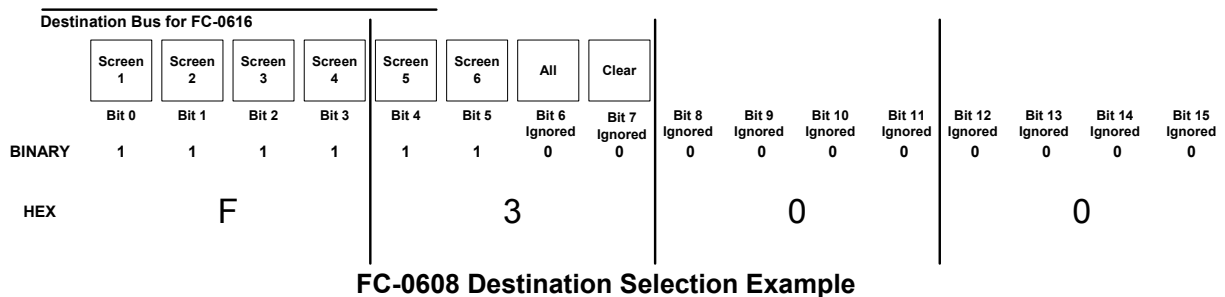 Destination Bus for FC-0616
Screen 1 Screen 2 Screen 3 Screen 4 Screen 5 Screen 6 All Clear
Bit 0 Bit 1 Bit 2 Bit 3 Bit 4 Bit 5 Bit 6 Ignored Bit 7 Ignored Bit 8 Ignored Bit 9 Ignored Bit 10 Ignored Bit 11 Ignored Bit 12 Ignored Bit 13 Ignored Bit 14 Ignored Bit 15 Ignored
BINARY 1 1 1 1 1 1 0 0 0 0 0 0 0 0 0 0
HEX F 3 0 0
FC-0608 Destination Selection Example